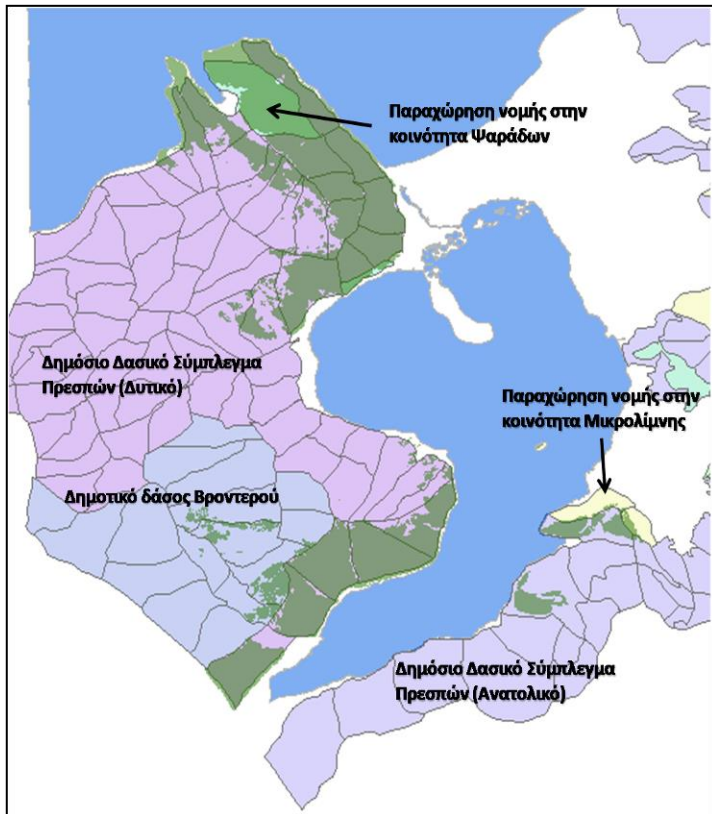 Παραχώρηση νομής στην
κοινότητα Ψαράδων
Δημόσιο Δασικό Σύμπλεγμα
Πρεσπών (Δυτικό)
Παραχώρηση νομής στην
κοινότητα Μικρολίμνης
Δημοτικό δάσος Βροντερού
Δημόσιο Δασικό Σύμπλεγμα
Πρεσπών (Ανατολικό)